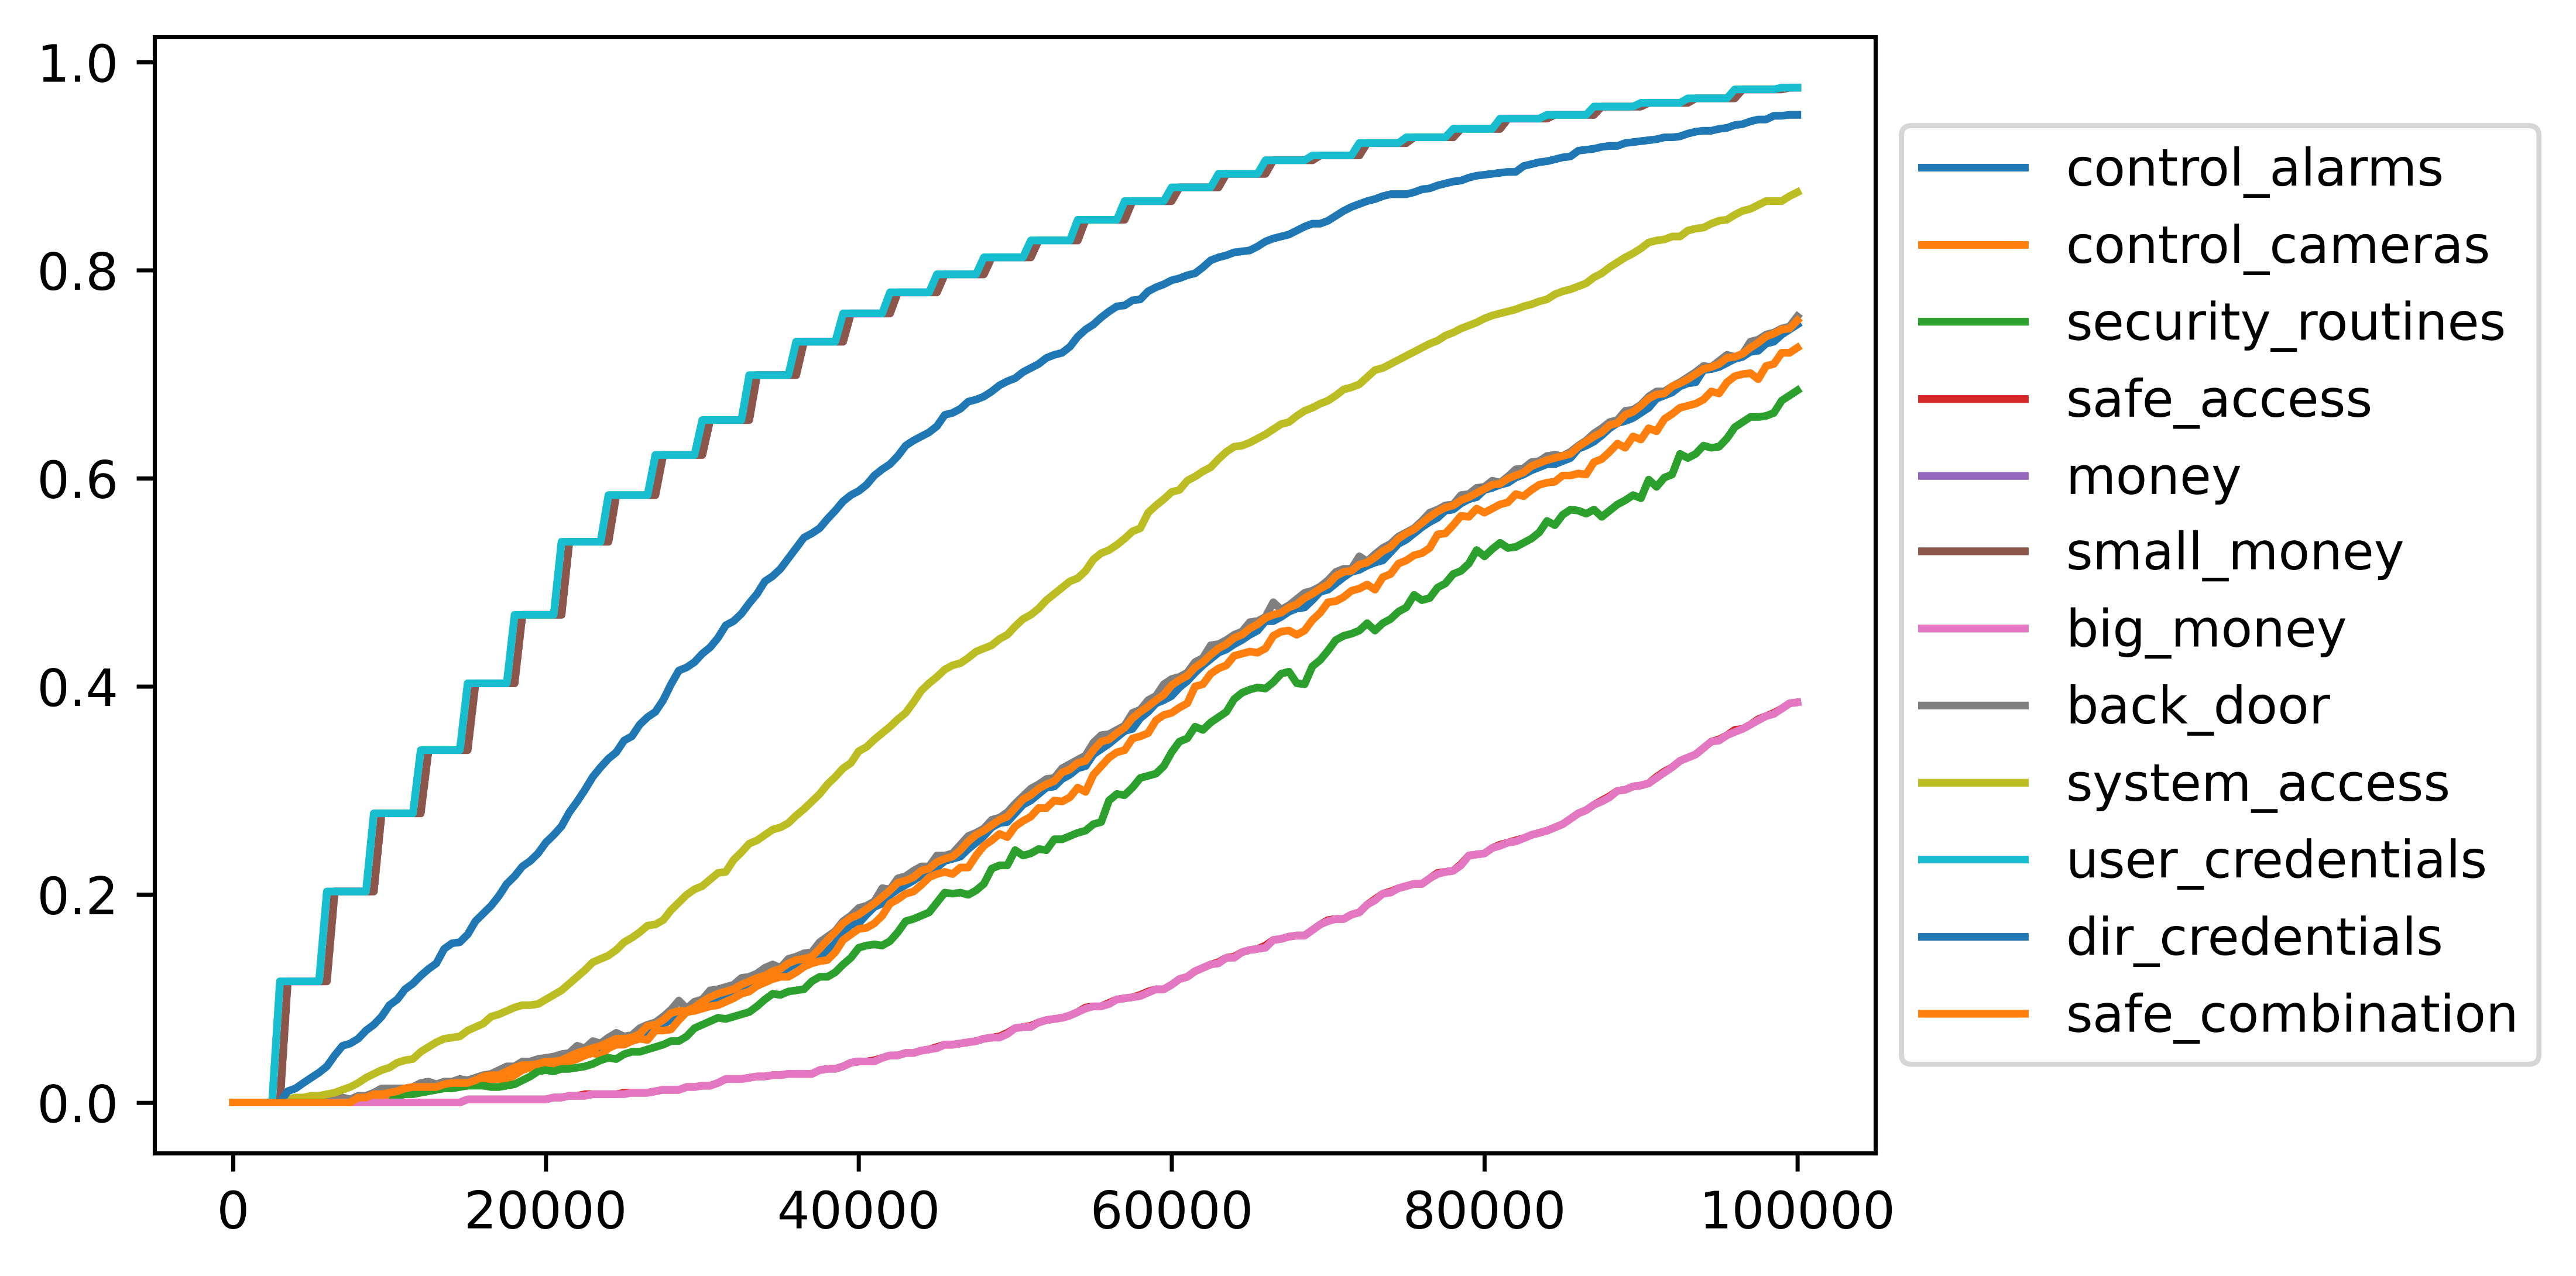 1.0
0.8
0.6
0.4
0.2
0.0
0 20000 40000 60000 80000 100000
control_alarms
control_cameras
security_routines
safe_access
money
small_money
big_money
back_door
system_access
user_credentials
dir_credentials
safe_combination